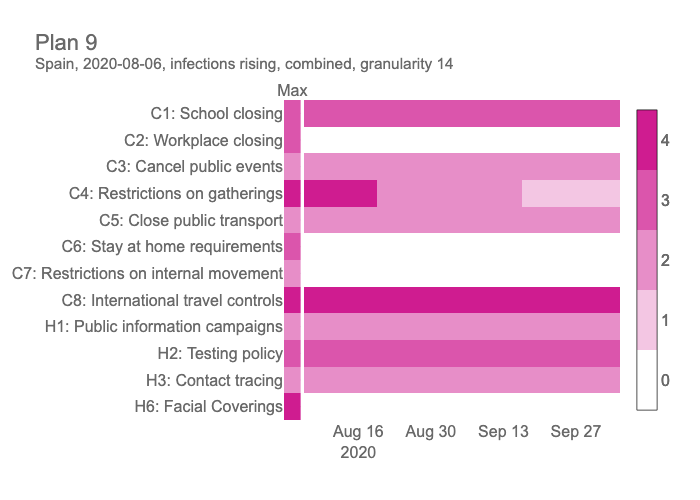 Plan 9
Spain, 2020-08-06, infections rising, combined, granularity 14
Max
C1: School closing
C2: Workplace closing
C3: Cancel public events
C4: Restrictions on gatherings
C5: Close public transport
C6: Stay at home requirements
C7: Restrictions on internal movement
C8: International travel controls
H1: Public information campaigns
H2: Testing policy
H3: Contact tracing
H6: Facial Coverings
Aug 16 Aug 30 Sep 13 Sep 27
2020
4
3
2
1
0